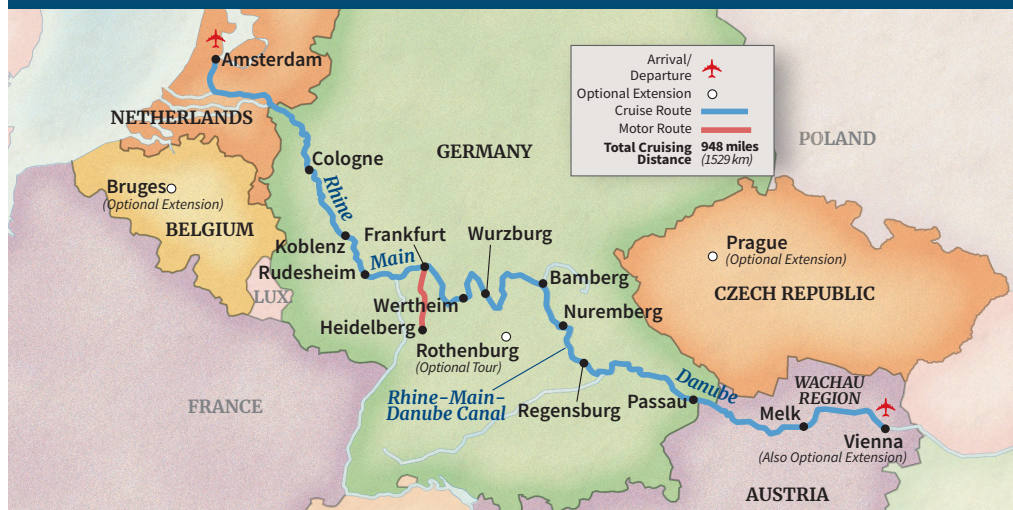 Amsterdam
NETHERLANDS
Bruges
(Optional Extension)
BELGIUM
LUX
FRANCE
GERMANY
Cologne
Rhine
Koblenz
Rudesheim
Main
Frankfurt
Wurzburg
Wertheim
Heidelberg
Rothenburg
(Optional Tour)
Bamberg
Nuremberg
Rhine–Main–
Danube Canal
Regensburg
Passau
Danube
Arrival/
Departure
Optional Extension
Cruise Route
Motor Route
Total Cruising 948 miles
Distance (1529 km)
POLAND
Prague
(Optional Extension)
CZECH REPUBLIC
WACHAU
REGION
Melk
Vienna
(Also Optional Extension)
AUSTRIA